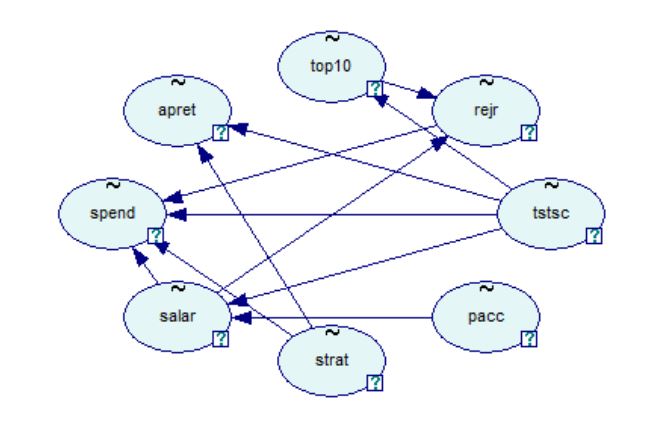 ~
top10
?
~
apret
?
~
rejr
?
~
spend
?
~
tstsc
?
~
salar
?
~
pacc
?
~
strat
?